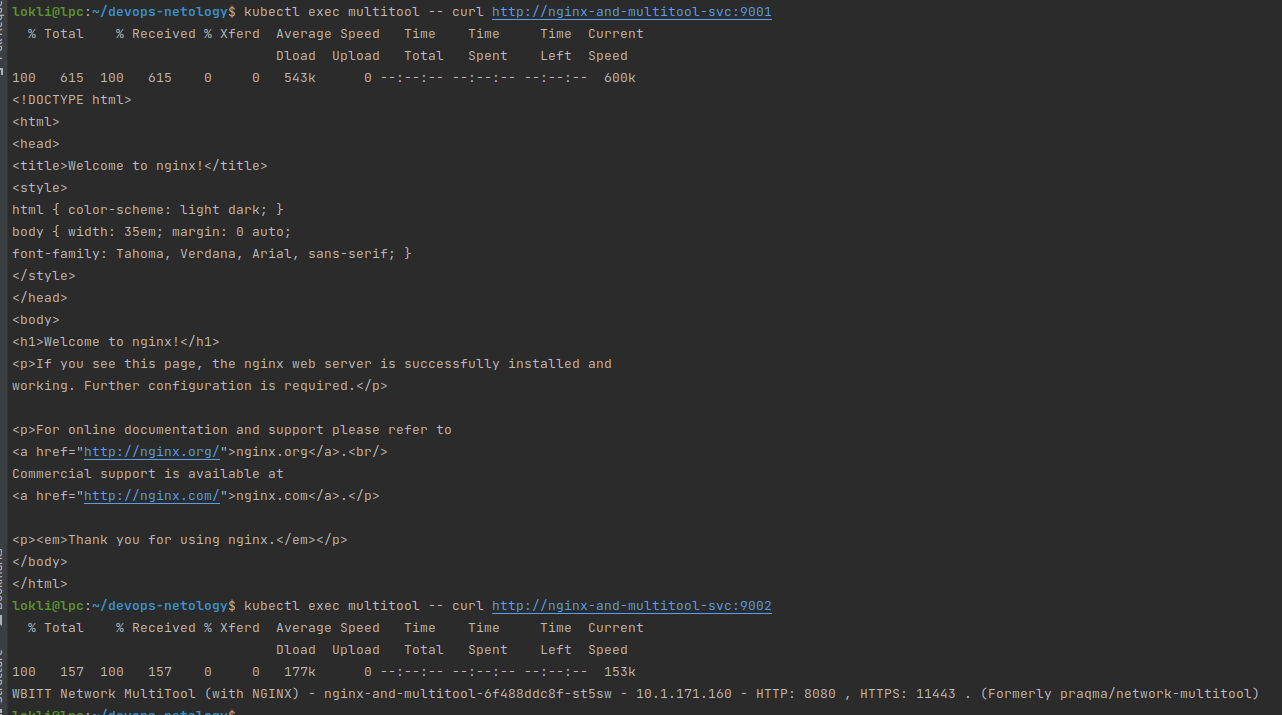 lokli@lpc:~/devops-netology$ kubectl exec multitool -- curl http://nginx-and-multitool-svc:9001
  % Total    % Received % Xferd  Average Speed   Time    Time     Time  Current
                                 Dload  Upload   Total   Spent    Left  Speed
100   615  100   615    0     0   543k      0 --:--:-- --:--:-- --:--:--  600k
<!DOCTYPE html>
<html>
<head>
<title>Welcome to nginx!</title>
<style>
html { color-scheme: light dark; }
body { width: 35em; margin: 0 auto;
font-family: Tahoma, Verdana, Arial, sans-serif; }
</style>
</head>
<body>
<h1>Welcome to nginx!</h1>
<p>If you see this page, the nginx web server is successfully installed and
working. Further configuration is required.</p>

<p>For online documentation and support please refer to
<a href="http://nginx.org/">nginx.org</a>.<br/>
Commercial support is available at
<a href="http://nginx.com/">nginx.com</a>.</p>

<p><em>Thank you for using nginx.</em></p>
</body>
</html>
lokli@lpc:~/devops-netology$ kubectl exec multitool -- curl http://nginx-and-multitool-svc:9002
  % Total    % Received % Xferd  Average Speed   Time    Time     Time  Current
                                 Dload  Upload   Total   Spent    Left  Speed
100   157  100   157    0     0   177k      0 --:--:-- --:--:-- --:--:--  153k
WBITT Network MultiTool (with NGINX) - nginx-and-multitool-6f488ddc8f-st5sw - 10.1.171.160 - HTTP: 8080 , HTTPS: 11443 . (Formerly praqma/network-multitool)
lokli@lpc:~/devops-netology$